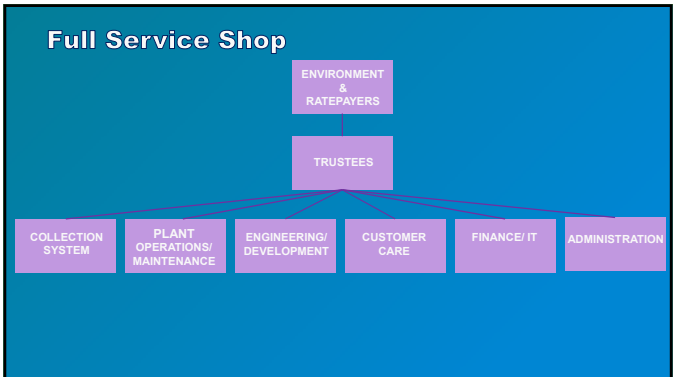 Full Service Shop
ENVIRONMENT
&
RATEPAYERS
TRUSTEES
COLLECTION
SYSTEM
PLANT
OPERATIONS/
MAINTENANCE
ENGINEERING/
DEVELOPMENT
CUSTOMER
CARE
FINANCE/ IT
ADMINISTRATION